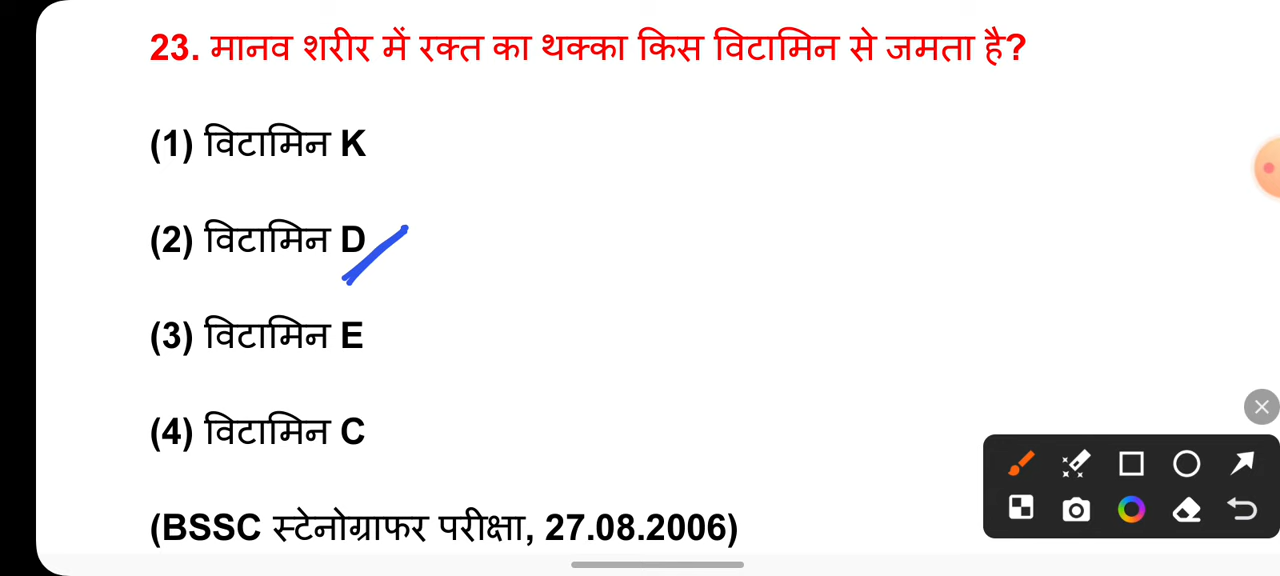 23. मानव शरीर में रक्त का थक्का किस विटामिन से जमता है?
(1) विटामिन K
(2) विटामिन D
(3) विटामिन E
(4) विटामिन C
(BSSC स्टेनोग्राफर परीक्षा, 27.08.2006)